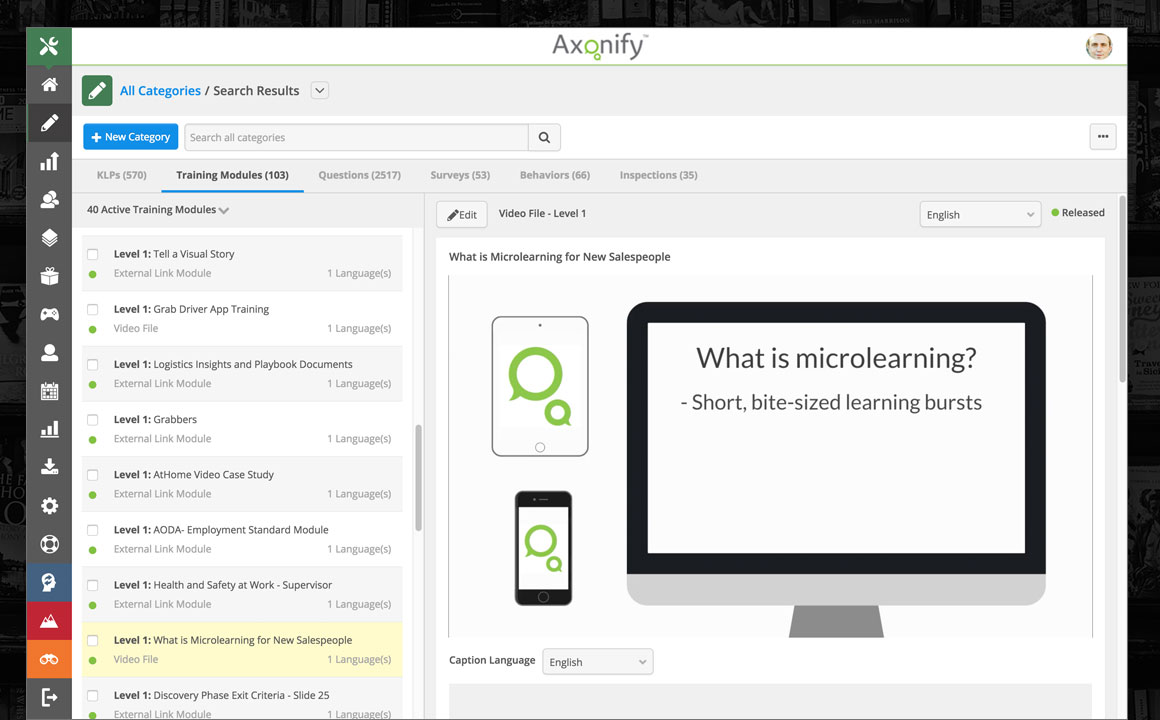 CHRIS HARRISON
Axonify™
All Categories / Search Results
New Category
Search all categories
KLPs (570)
Training Modules (103)
Questions (2517)
Surveys (53)
Behaviors (66)
Inspections (35)
40 Active Training Modules
Level 1: Tell a Visual Story
External Link Module 1 Language(s)
Level 1: Grab Driver App Training
Video File 1 Language(s)
Level 1: Logistics Insights and Playbook Documents
External Link Module 1 Language(s)
Level 1: Grabbers
External Link Module 1 Language(s)
Level 1: AtHome Video Case Study
External Link Module 1 Language(s)
Level 1: AODA- Employment Standard Module
External Link Module 1 Language(s)
Level 1: Health and Safety at Work - Supervisor
External Link Module 1 Language(s)
Level 1: What is Microlearning for New Salespeople
Video File 1 Language(s)
Level 1: Discovery Phase Exit Criteria - Slide 25
External Link Module 1 Language(s)
Edit
Video File - Level 1
English
Released
What is Microlearning for New Salespeople
What is microlearning?
- Short, bite-sized learning bursts
Caption Language
English